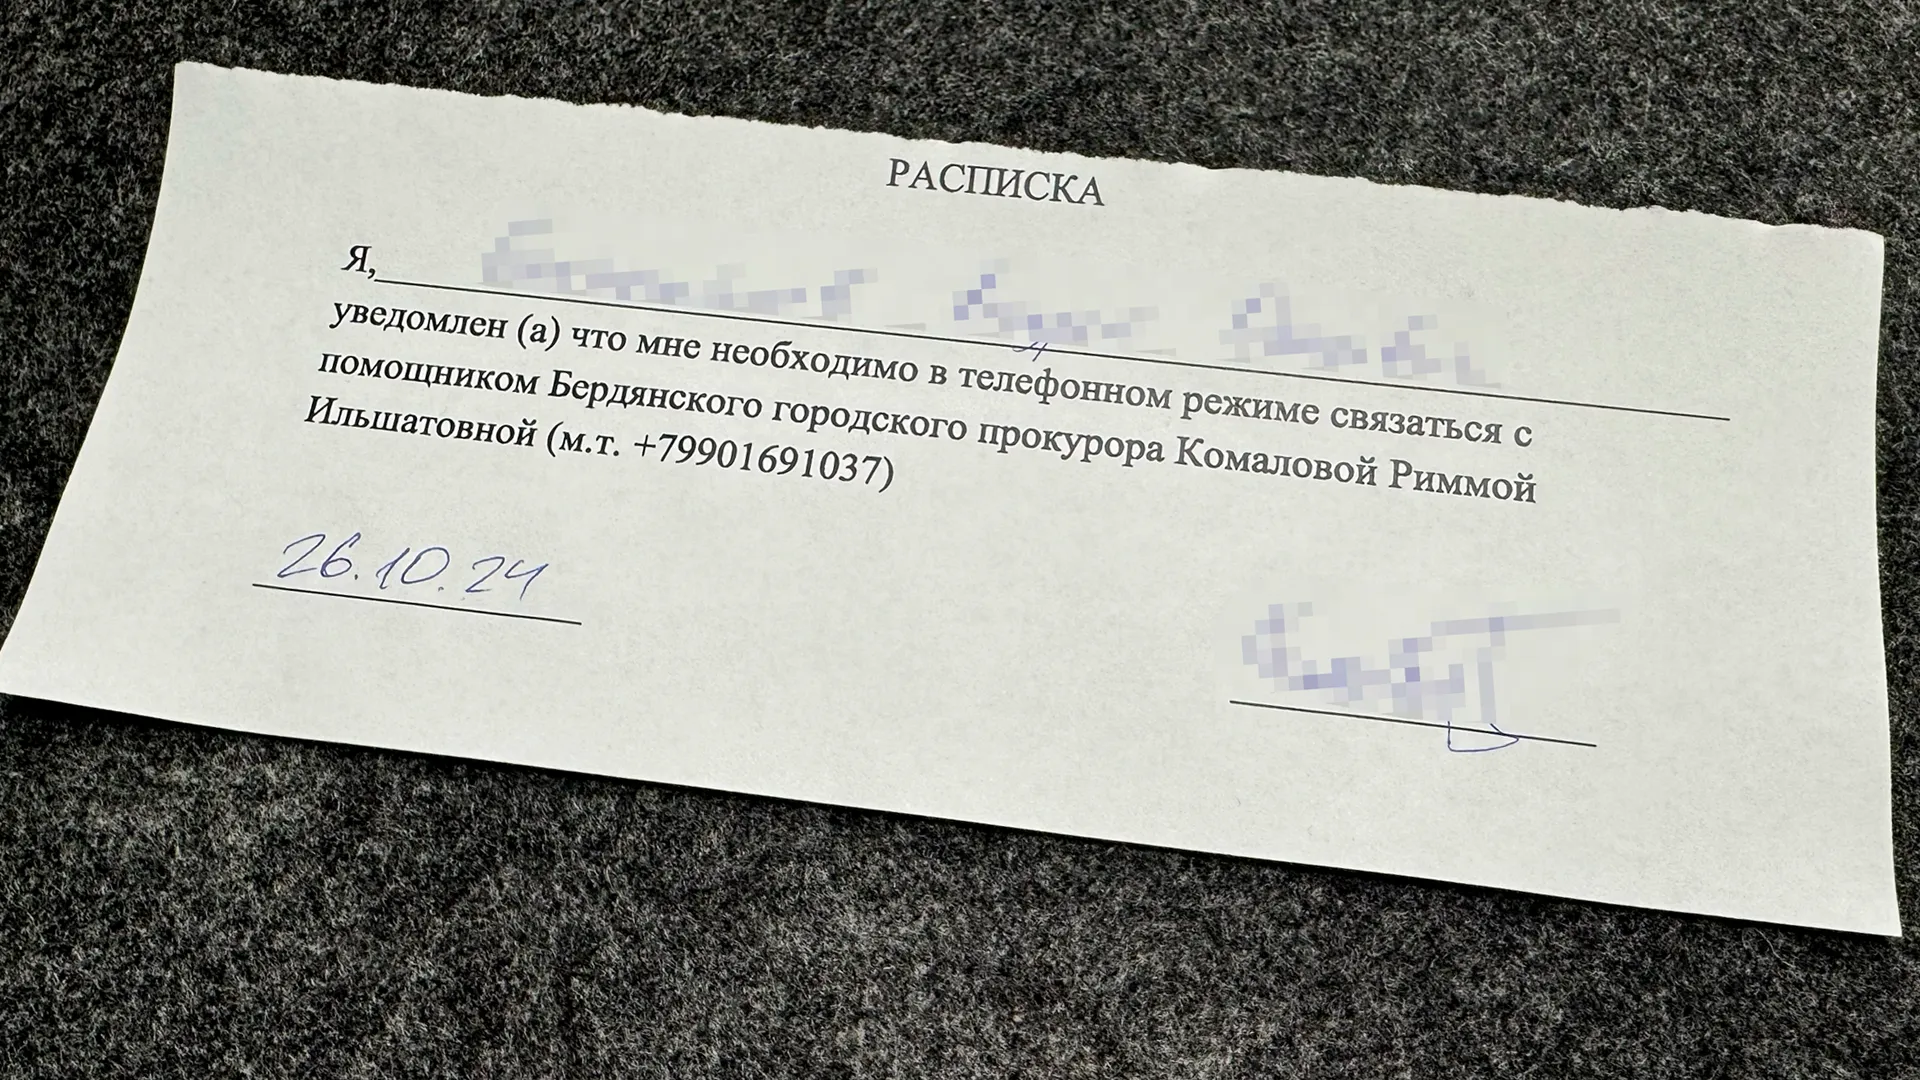 РАСПИСКА
Я,
уведомлен (а) что мне необходимо в телефонном режиме связаться с
помощником Бердянского городского прокурора Комаловой Риммой
Ильшатовной (м.т. +79901691037)
26.10.24